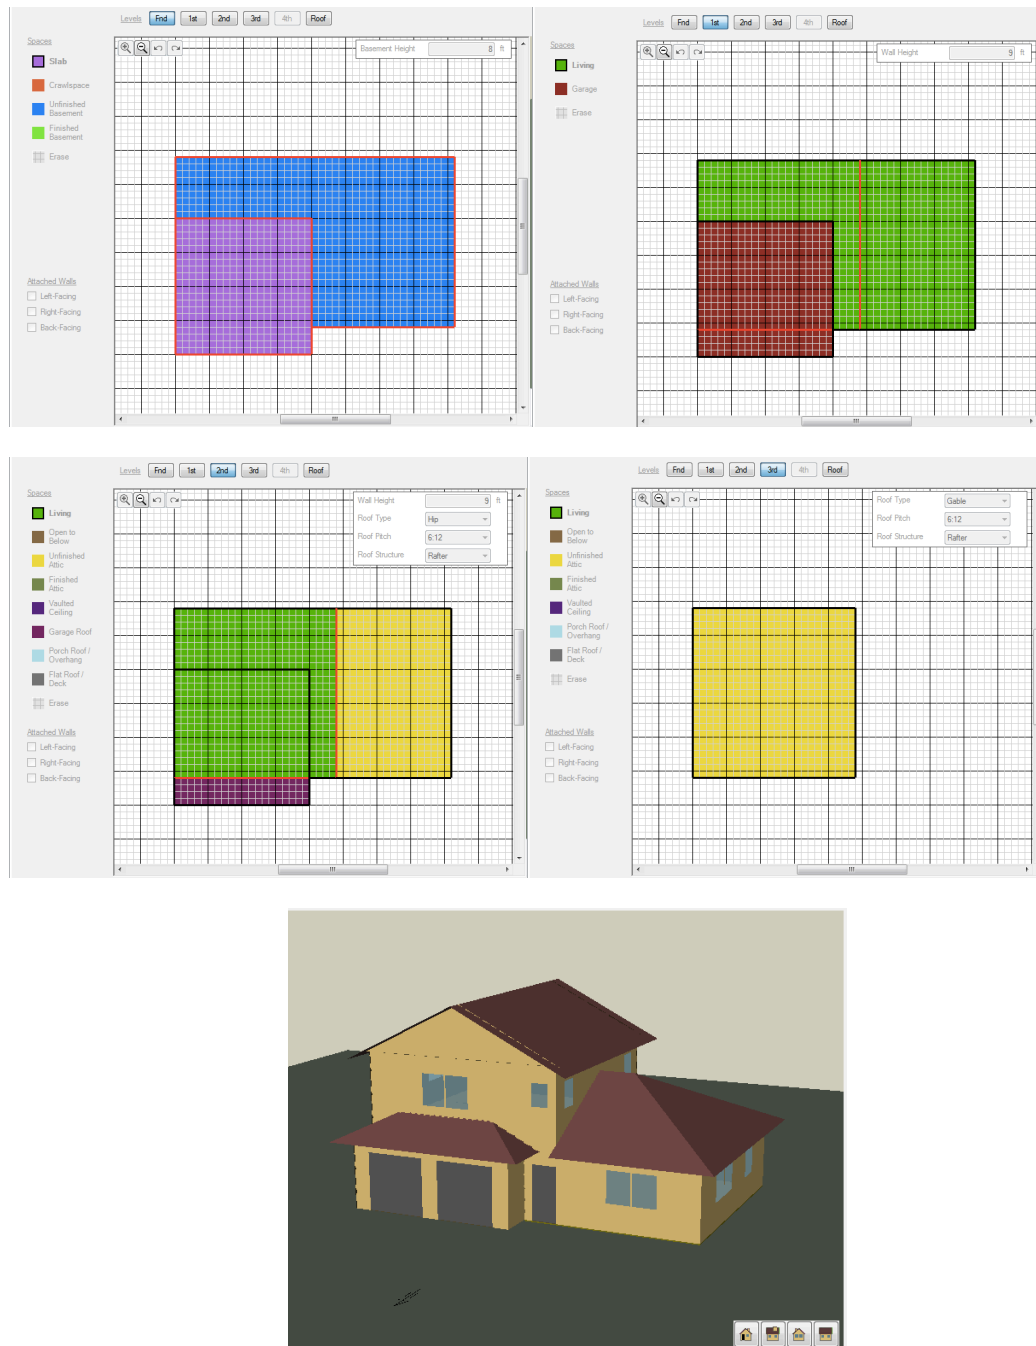 Levels Fnd 1st 2nd 3rd 4th Roof
Spaces
Basement Height 8 ft
Slab
Crawlspace
Unfinished
Basement
Finished
Basement
Erase
Attached Walls
Left-Facing
Right-Facing
Back-Facing
Levels Fnd 1st 2nd 3rd 4th Roof
Spaces
Wall Height 9 ft
Living
Garage
Erase
Attached Walls
Left-Facing
Right-Facing
Back-Facing
Levels Fnd 1st 2nd 3rd 4th Roof
Spaces
Wall Height 9 ft
Roof Type Hip
Roof Pitch 6:12
Roof Structure Rafter
Living
Open to
Below
Unfinished
Attic
Finished
Attic
Vaulted
Ceiling
Garage Roof
Porch Roof /
Overhang
Flat Roof /
Deck
Erase
Attached Walls
Left-Facing
Right-Facing
Back-Facing
Levels Fnd 1st 2nd 3rd 4th Roof
Spaces
Roof Type Gable
Roof Pitch 6:12
Roof Structure Rafter
Living
Open to
Below
Unfinished
Attic
Finished
Attic
Vaulted
Ceiling
Porch Roof /
Overhang
Flat Roof /
Deck
Erase
Attached Walls
Left-Facing
Right-Facing
Back-Facing